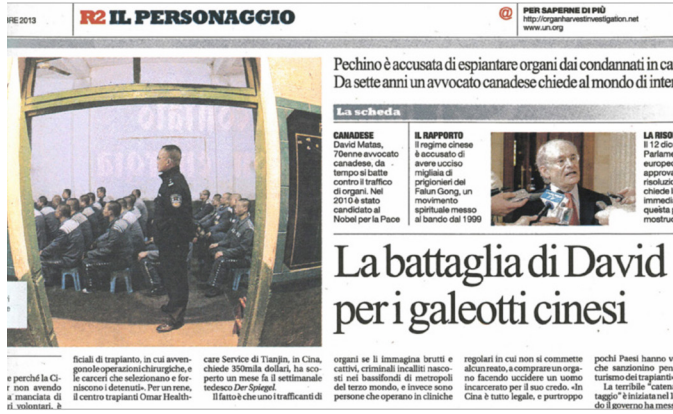 RE 2013
R2 IL PERSONAGGIO
@
PER SAPERNE DI PIÙ
http://organharvestinvestigation.net
www.un.org
Pechino è accusata di espiantare organi dai condannati in ca
Da sette anni un avvocato canadese chiede al mondo di inter
La scheda
CANADESE
David Matas,
70enne avvocato
canadese, da
tempo si batte
contro il traffico
di organi. Nel
2010 è stato
candidato al
Nobel per la Pace
IL RAPPORTO
Il regime cinese
è accusato di
avere ucciso
migliaia di
prigionieri del
Falun Gong, un
movimento
spirituale messo
al bando dal 1999
LA RISO
Il 12 dic
Parlame
europeo
approva
risoluzio
chiede l
immedi
questa p
mostruo
La battaglia di David
per i galeotti cinesi
e perché la Ci-
r non avendo
a manciata di
ri volontari, è
ficiali di trapianto, in cui avven-
gono le operazioni chirurgiche, e
le carceri che selezionano e for-
niscono i detenuti». Per un rene,
il centro trapianti Omar Health-
care Service di Tianjin, in Cina,
chiede 350mila dollari, ha sco-
perto un mese fa il settimanale
tedesco Der Spiegel.
Il fatto è che uno i trafficanti di
organi se li immagina brutti e
cattivi, criminali incalliti nasco-
sti nei bassifondi di metropoli
del terzo mondo, e invece sono
persone che operano in cliniche
regolari in cui non si commette
alcun reato, a comprare un orga-
no facendo uccidere un uomo
incarcerato per il suo credo. «In
Cina è tutto legale, e purtroppo
pochi Paesi hanno v
che sanzionino pen
turismo dei trapianti
La terribile "caten
taggio" è iniziata nel 1
do il governo ha mes